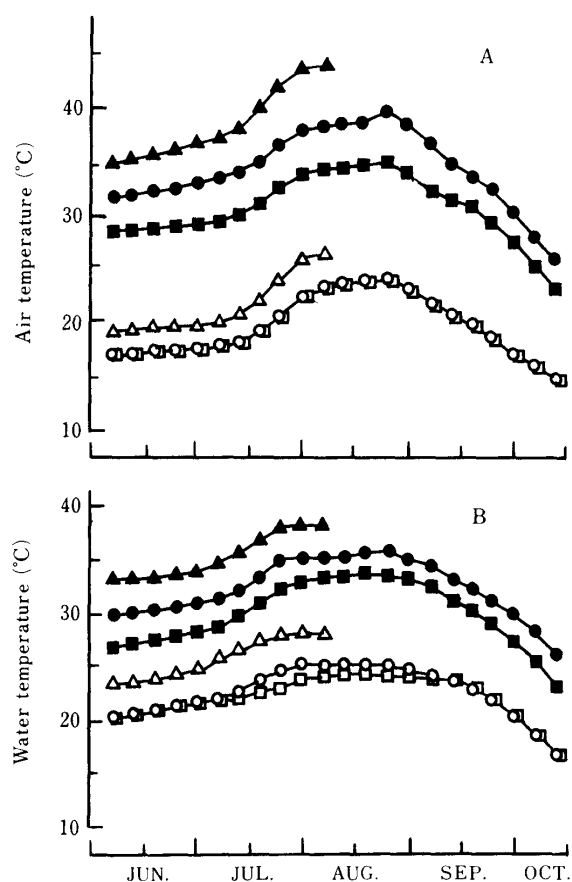 A
40
30
20
10
Air temperature (°C)
B
40
30
20
10
Water temperature (°C)
JUN. JUL. AUG. SEP. OCT.